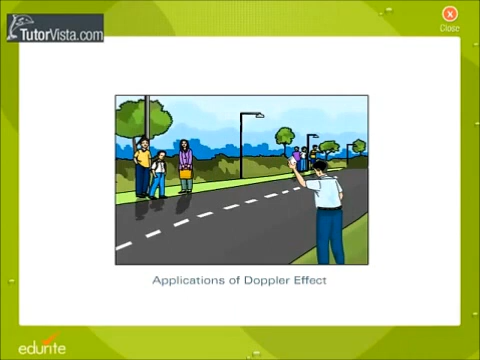 TutorVista.com
Close
Applications of Doppler Effect
edurite